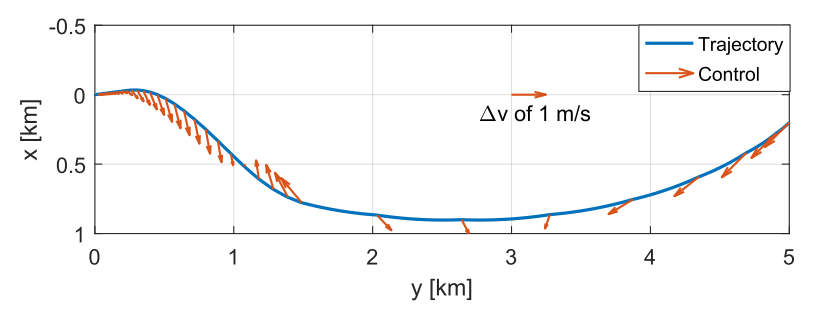 -0.5
Trajectory
Control
0
Δv of 1 m/s
0.5
1
x [km]
0 1 2 3 4 5
y [km]